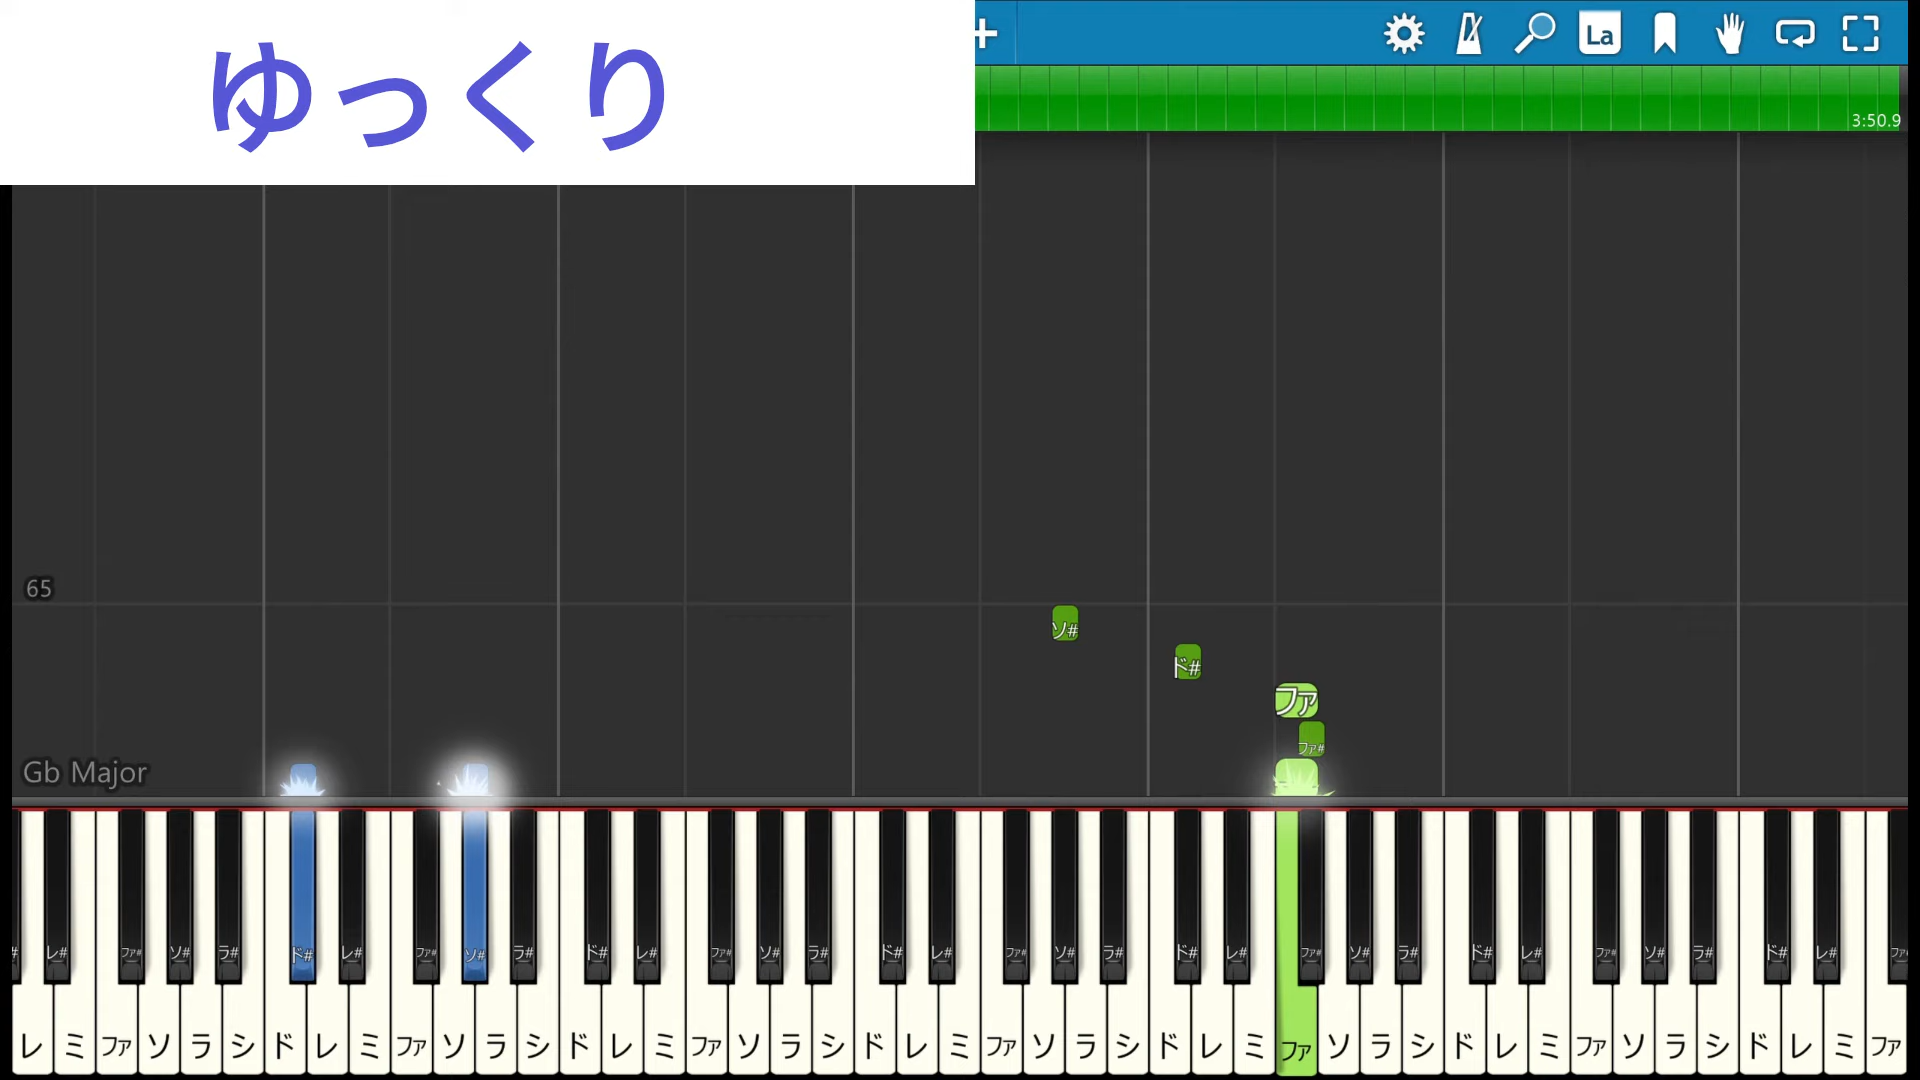 ゆっくり
La
3:50.9
65
ソ#
ド#
ファ
ファ#
Gb Major
# レ# ファ# ソ# ラ# ド# レ# ファ# ソ# ラ# ド# レ# ファ# ソ# ラ# ド# レ# ファ# ソ# ラ# ド# レ# ファ# ソ# ラ# ド# レ# ファ# ソ# ラ# ド# レ# ファ
レ ミ ファ ソ ラ シ ド レ ミ ファ ソ ラ シ ド レ ミ ファ ソ ラ シ ド レ ミ ファ ソ ラ シ ド レ ミ ファ ソ ラ シ ド レ ミ ファ ソ ラ シ ド レ ミ ファ